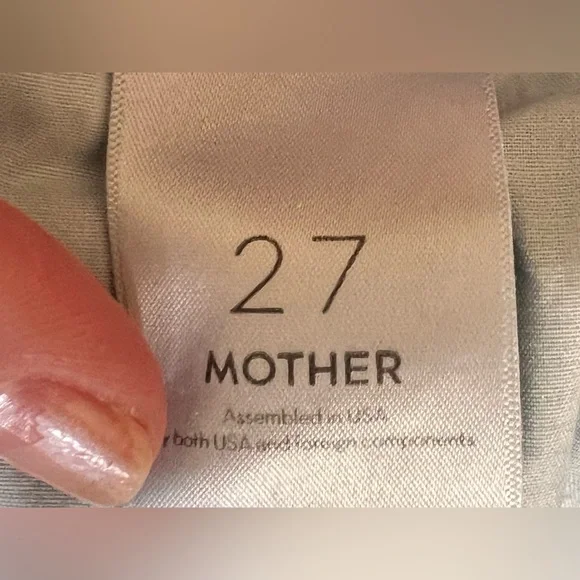 27
MOTHER
Assembled in USA
both USA and foreign components